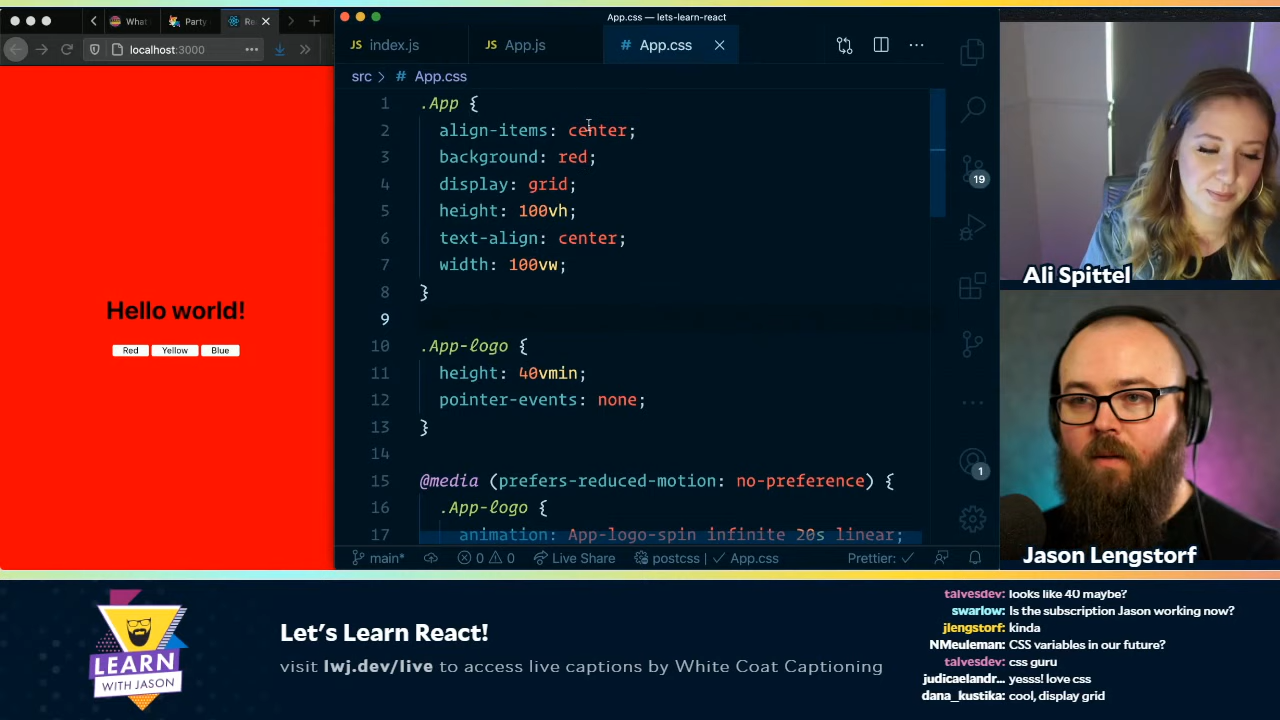 What
Party
Re
localhost:3000
Hello world!
Red
Yellow
Blue
App.css — lets-learn-react
JS index.js
JS App.js
# App.css
src > # App.css
1 .App {
2 align-items: center;
3 background: red;
4 display: grid;
5 height: 100vh;
6 text-align: center;
7 width: 100vw;
8 }
9
10 .App-logo {
11 height: 40vmin;
12 pointer-events: none;
13 }
14
15 @media (prefers-reduced-motion: no-preference) {
16 .App-logo {
17 animation: App-logo-spin infinite 20s linear;
main*
0
0
Live Share
postcss
App.css
Prettier:
19
1
Ali Spittel
Jason Lengstorf
LEARN
WITH JASON
Let's Learn React!
visit lwj.dev/live to access live captions by White Coat Captioning
talvesdev: looks like 40 maybe?
swarlow: Is the subscription Jason working now?
jlengstorf: kinda
NMeuleman: CSS variables in our future?
talvesdev: css guru
judicaelandr... yesss! love css
dana_kustika: cool, display grid